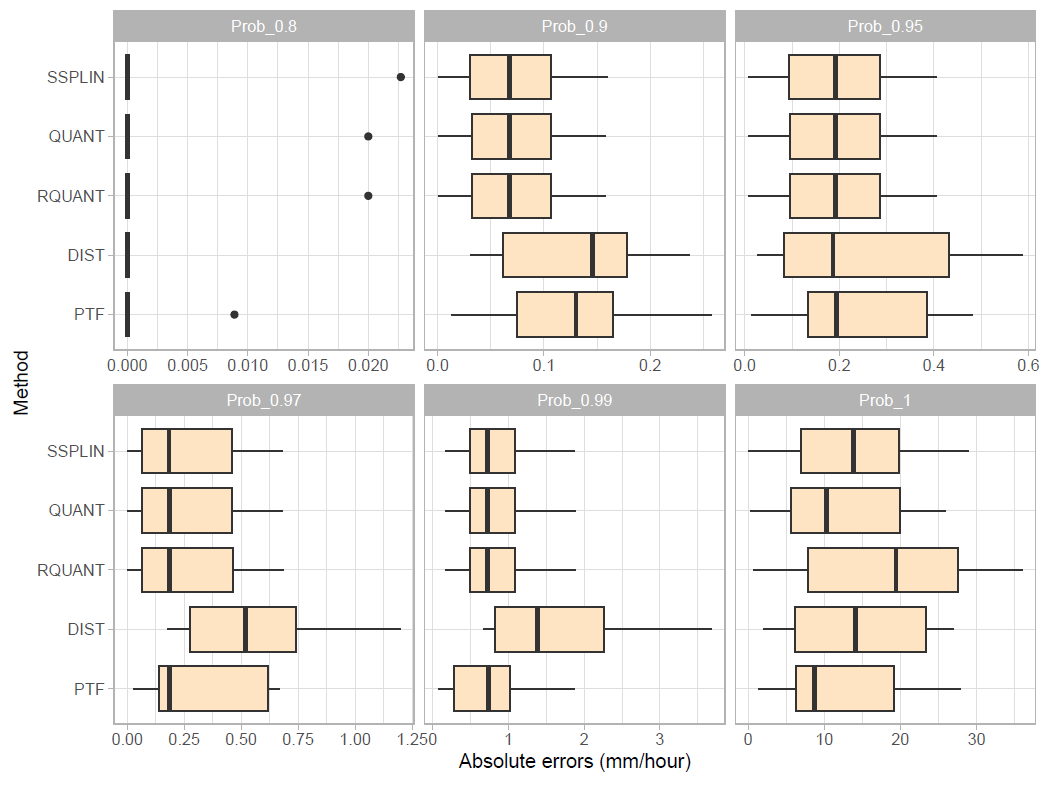 Prob_0.8 Prob_0.9 Prob_0.95
SSPLIN
QUANT
RQUANT
DIST
PTF
0.000 0.005 0.010 0.015 0.020 0.0 0.1 0.2 0.0 0.2 0.4 0.6
Method
Prob_0.97 Prob_0.99 Prob_1
SSPLIN
QUANT
RQUANT
DIST
PTF
0.00 0.25 0.50 0.75 1.00 1.250 1 2 3 0 10 20 30
Absolute errors (mm/hour)